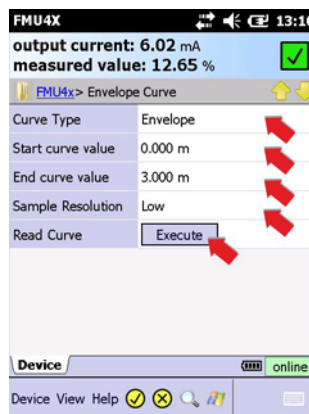 FMU4X 13:10
output current: 6.02 mA
measured value: 12.65 %
FMU4x> Envelope Curve
Curve Type Envelope
Start curve value 0.000 m
End curve value 3.000 m
Sample Resolution Low
Read Curve Execute
Device online
Device View Help